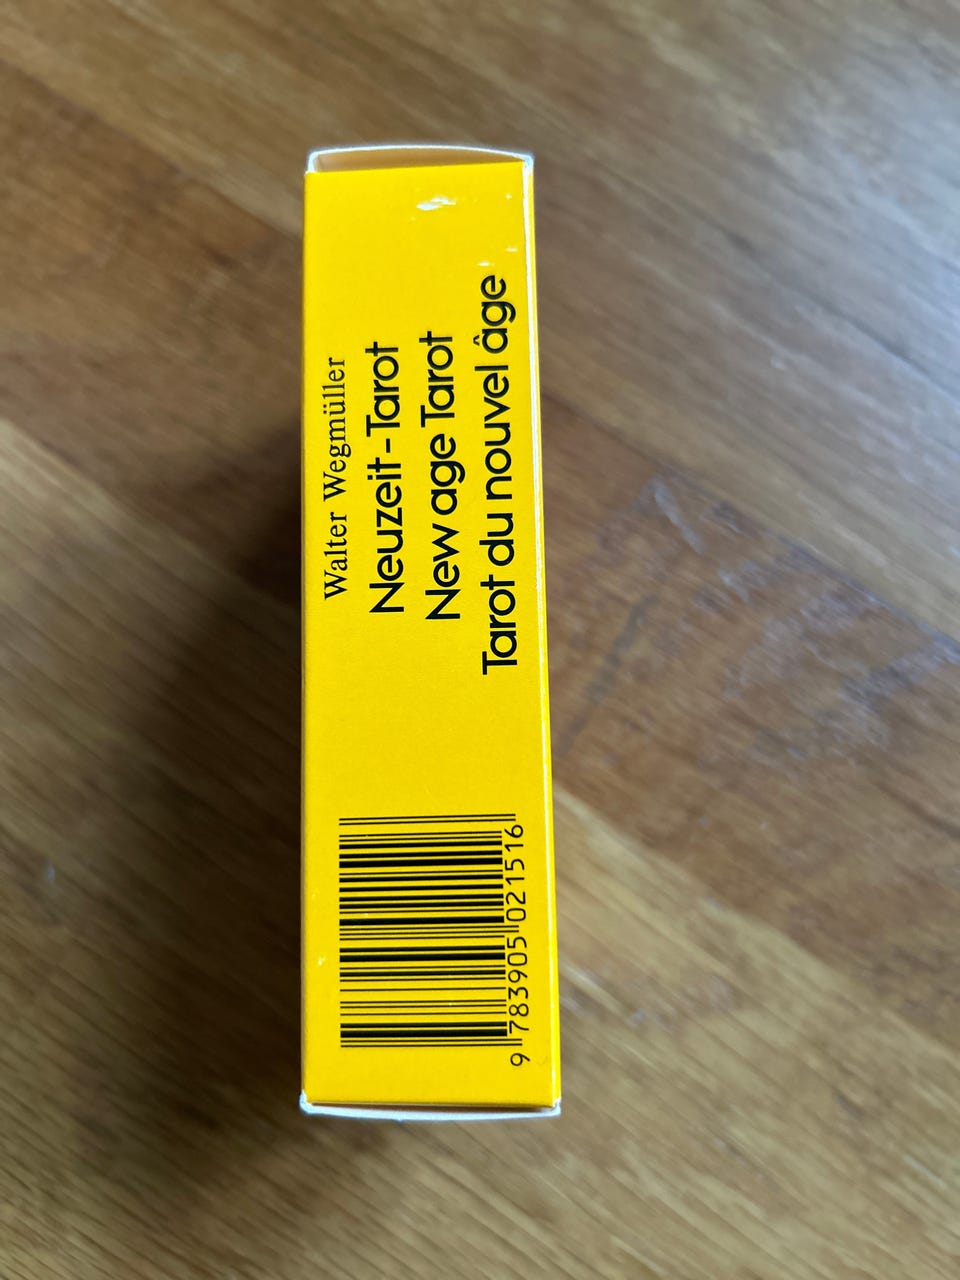 Walter Wegmüller
Neuzeit-Tarot
New age Tarot
Tarot du nouvel âge
9 783905 021516